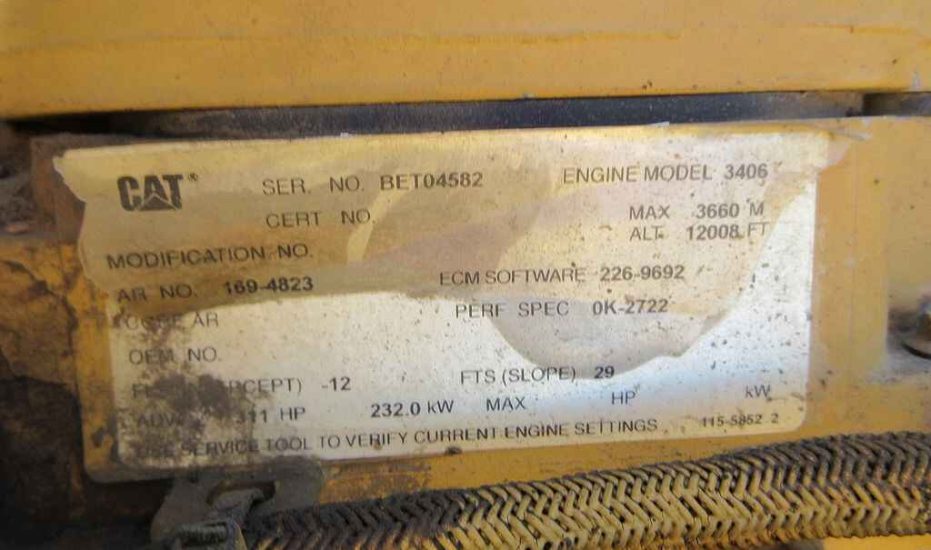 CAT® SER. NO. BET04582 ENGINE MODEL 3406
CERT NO. MAX 3660 M
ALT. 12008 FT
MODIFICATION NO.
AR NO. 169-4823 ECM SOFTWARE 226-9692
AR PERF SPEC 0K-2722
OEM NO.
-12 FTS (SLOPE) 29
311 HP 232.0 kW MAX HP kW
USE SERVICE TOOL TO VERIFY CURRENT ENGINE SETTINGS 115-5852 2